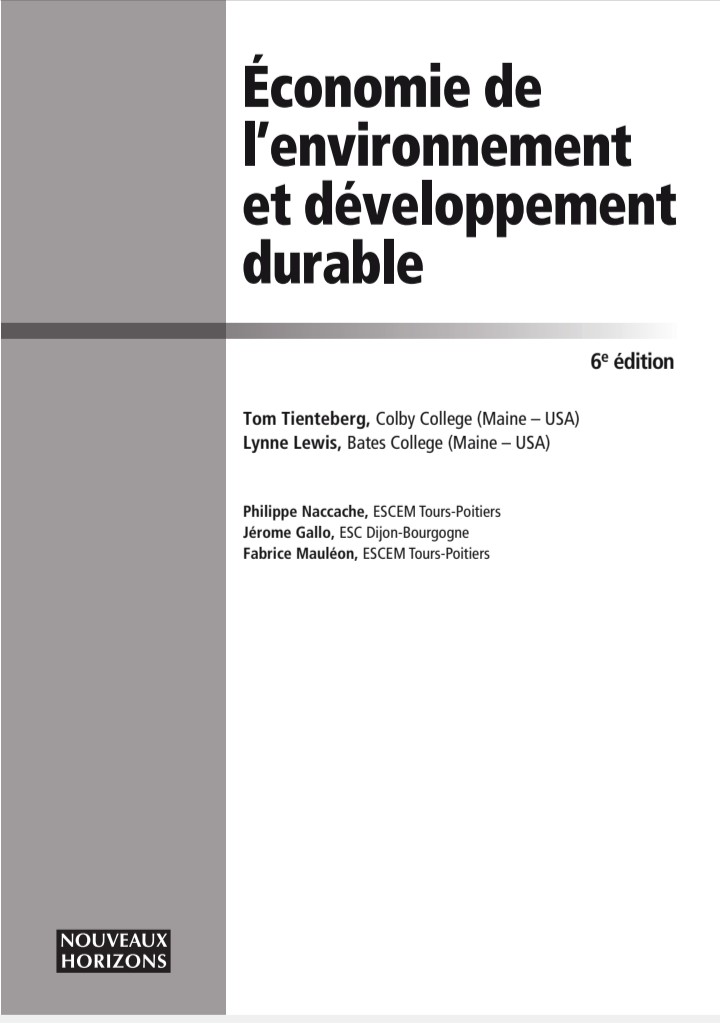 Économie de
l'environnement
et développement
durable
6e édition
Tom Tienteberg, Colby College (Maine – USA)
Lynne Lewis, Bates College (Maine – USA)
Philippe Naccache, ESCEM Tours-Poitiers
Jérome Gallo, ESC Dijon-Bourgogne
Fabrice Mauléon, ESCEM Tours-Poitiers
NOUVEAUX
HORIZONS